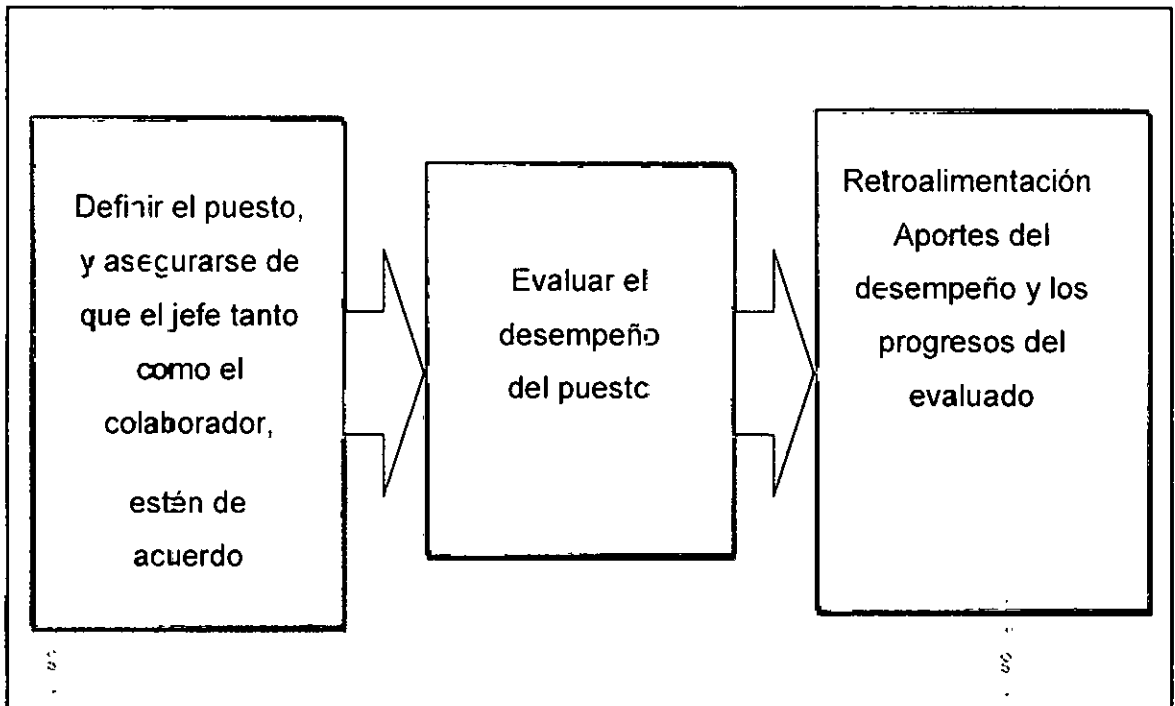 Definir el puesto,
y asegurarse de
que el jefe tanto
como el
colaborador,
estén de
acuerdo
Evaluar el
desempeño
del puesto
Retroalimentación
Aportes del
desempeño y los
progresos del
evaluado